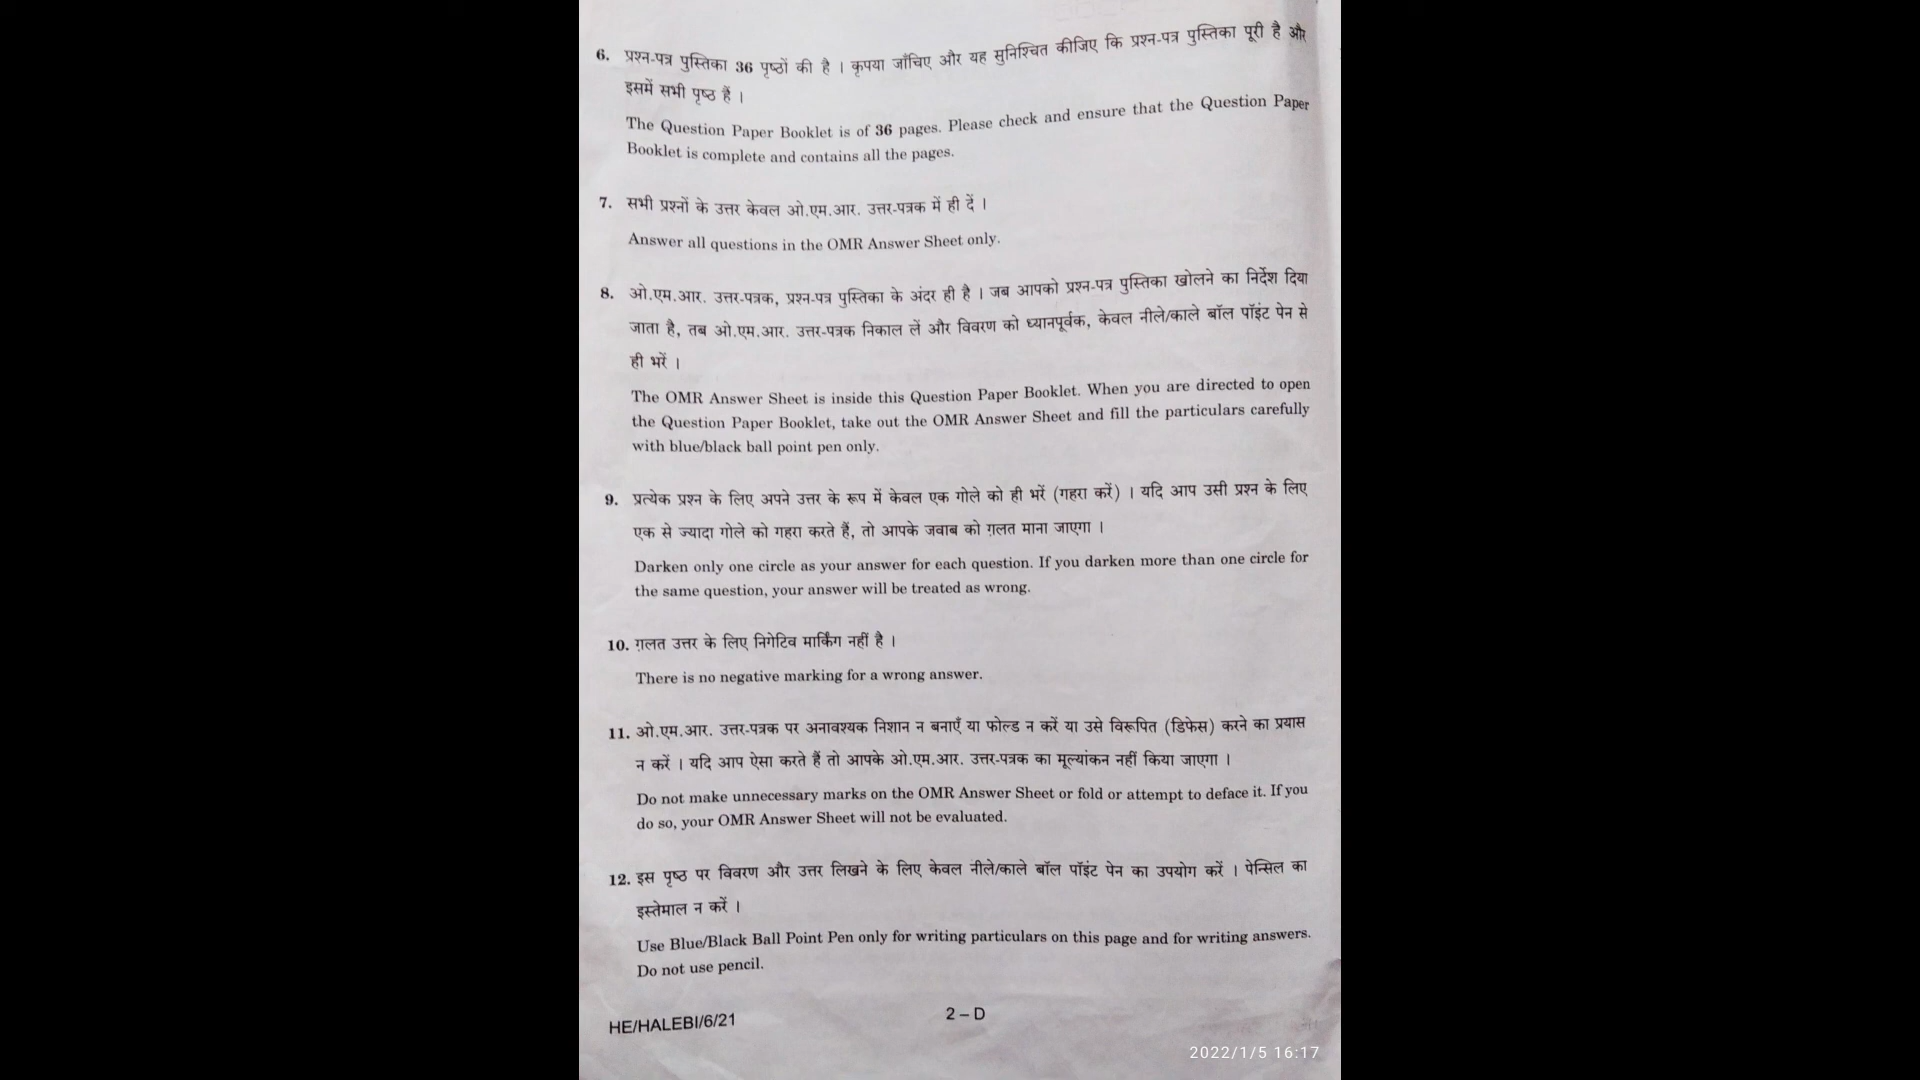 6. प्रश्न-पत्र पुस्तिका 36 पृष्ठों की है । कृपया जाँचिए और यह सुनिश्चित कीजिए कि प्रश्न-पत्र पुस्तिका पूरी है और
इसमें सभी पृष्ठ हैं ।
The Question Paper Booklet is of 36 pages. Please check and ensure that the Question Paper
Booklet is complete and contains all the pages.
7. सभी प्रश्नों के उत्तर केवल ओ.एम.आर. उत्तर-पत्रक में ही दें ।
Answer all questions in the OMR Answer Sheet only.
8. ओ.एम.आर. उत्तर-पत्रक, प्रश्न-पत्र पुस्तिका के अंदर ही है । जब आपको प्रश्न-पत्र पुस्तिका खोलने का निर्देश दिया
जाता है, तब ओ.एम.आर. उत्तर-पत्रक निकाल लें और विवरण को ध्यानपूर्वक, केवल नीले/काले बॉल पॉइंट पेन से
ही भरें ।
The OMR Answer Sheet is inside this Question Paper Booklet. When you are directed to open
the Question Paper Booklet, take out the OMR Answer Sheet and fill the particulars carefully
with blue/black ball point pen only.
9. प्रत्येक प्रश्न के लिए अपने उत्तर के रूप में केवल एक गोले को ही भरें (गहरा करें) । यदि आप उसी प्रश्न के लिए
एक से ज्यादा गोले को गहरा करते हैं, तो आपके जवाब को ग़लत माना जाएगा ।
Darken only one circle as your answer for each question. If you darken more than one circle for
the same question, your answer will be treated as wrong.
10. ग़लत उत्तर के लिए निगेटिव मार्किंग नहीं है ।
There is no negative marking for a wrong answer.
11. ओ.एम.आर. उत्तर-पत्रक पर अनावश्यक निशान न बनाएँ या फोल्ड न करें या उसे विरूपित (डिफेस) करने का प्रयास
न करें । यदि आप ऐसा करते हैं तो आपके ओ.एम.आर. उत्तर-पत्रक का मूल्यांकन नहीं किया जाएगा ।
Do not make unnecessary marks on the OMR Answer Sheet or fold or attempt to deface it. If you
do so, your OMR Answer Sheet will not be evaluated.
12. इस पृष्ठ पर विवरण और उत्तर लिखने के लिए केवल नीले/काले बॉल पॉइंट पेन का उपयोग करें । पेन्सिल का
इस्तेमाल न करें ।
Use Blue/Black Ball Point Pen only for writing particulars on this page and for writing answers.
Do not use pencil.
HE/HALEBI/6/21
2 – D
2022/1/5 16:17